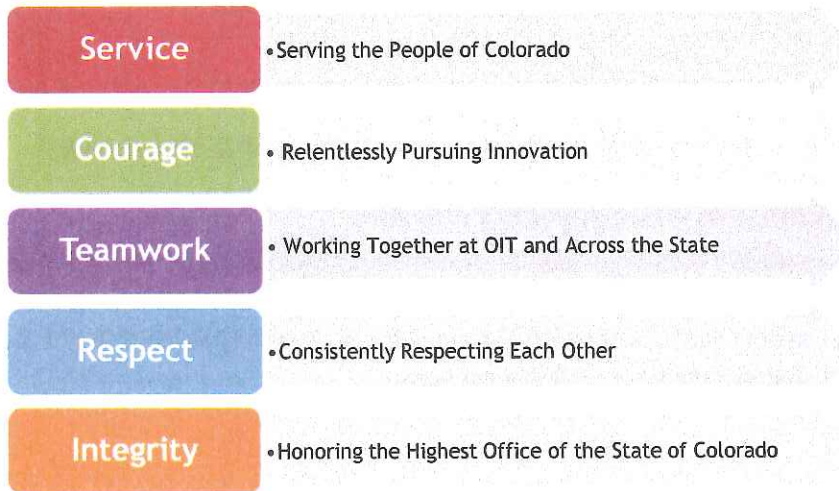 Service
• Serving the People of Colorado
Courage
• Relentlessly Pursuing Innovation
Teamwork
• Working Together at OIT and Across the State
Respect
• Consistently Respecting Each Other
Integrity
• Honoring the Highest Office of the State of Colorado